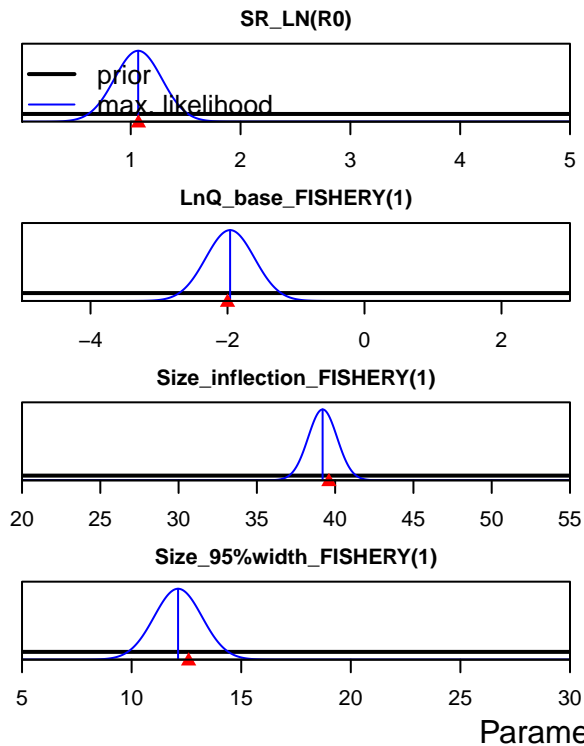 SR_LN(R0)
prior
max. likelihood
1 2 3 4 5
LnQ_base_FISHERY(1)
−4 −2 0 2
Size_inflection_FISHERY(1)
20 25 30 35 40 45 50 55
Size_95%width_FISHERY(1)
5 10 15 20 25 30
Parame